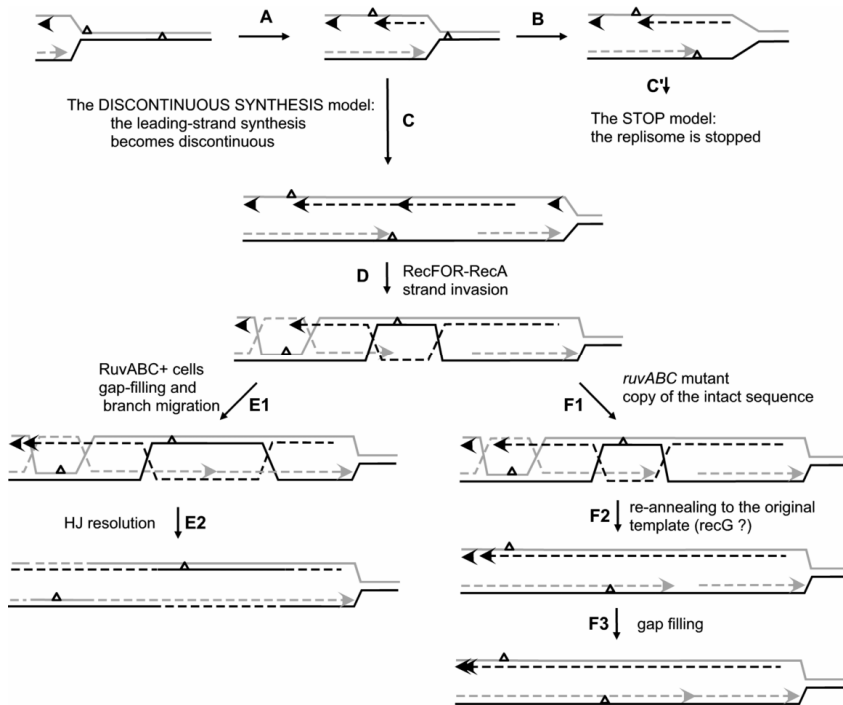 A
B
The DISCONTINUOUS SYNTHESIS model:
the leading-strand synthesis
becomes discontinuous
C
C'
The STOP model:
the replisome is stopped
D
RecFOR-RecA
strand invasion
RuvABC+ cells
gap-filling and
branch migration
E1
F1
ruvABC mutant
copy of the intact sequence
HJ resolution
E2
F2
re-annealing to the original
template (recG ?)
F3
gap filling